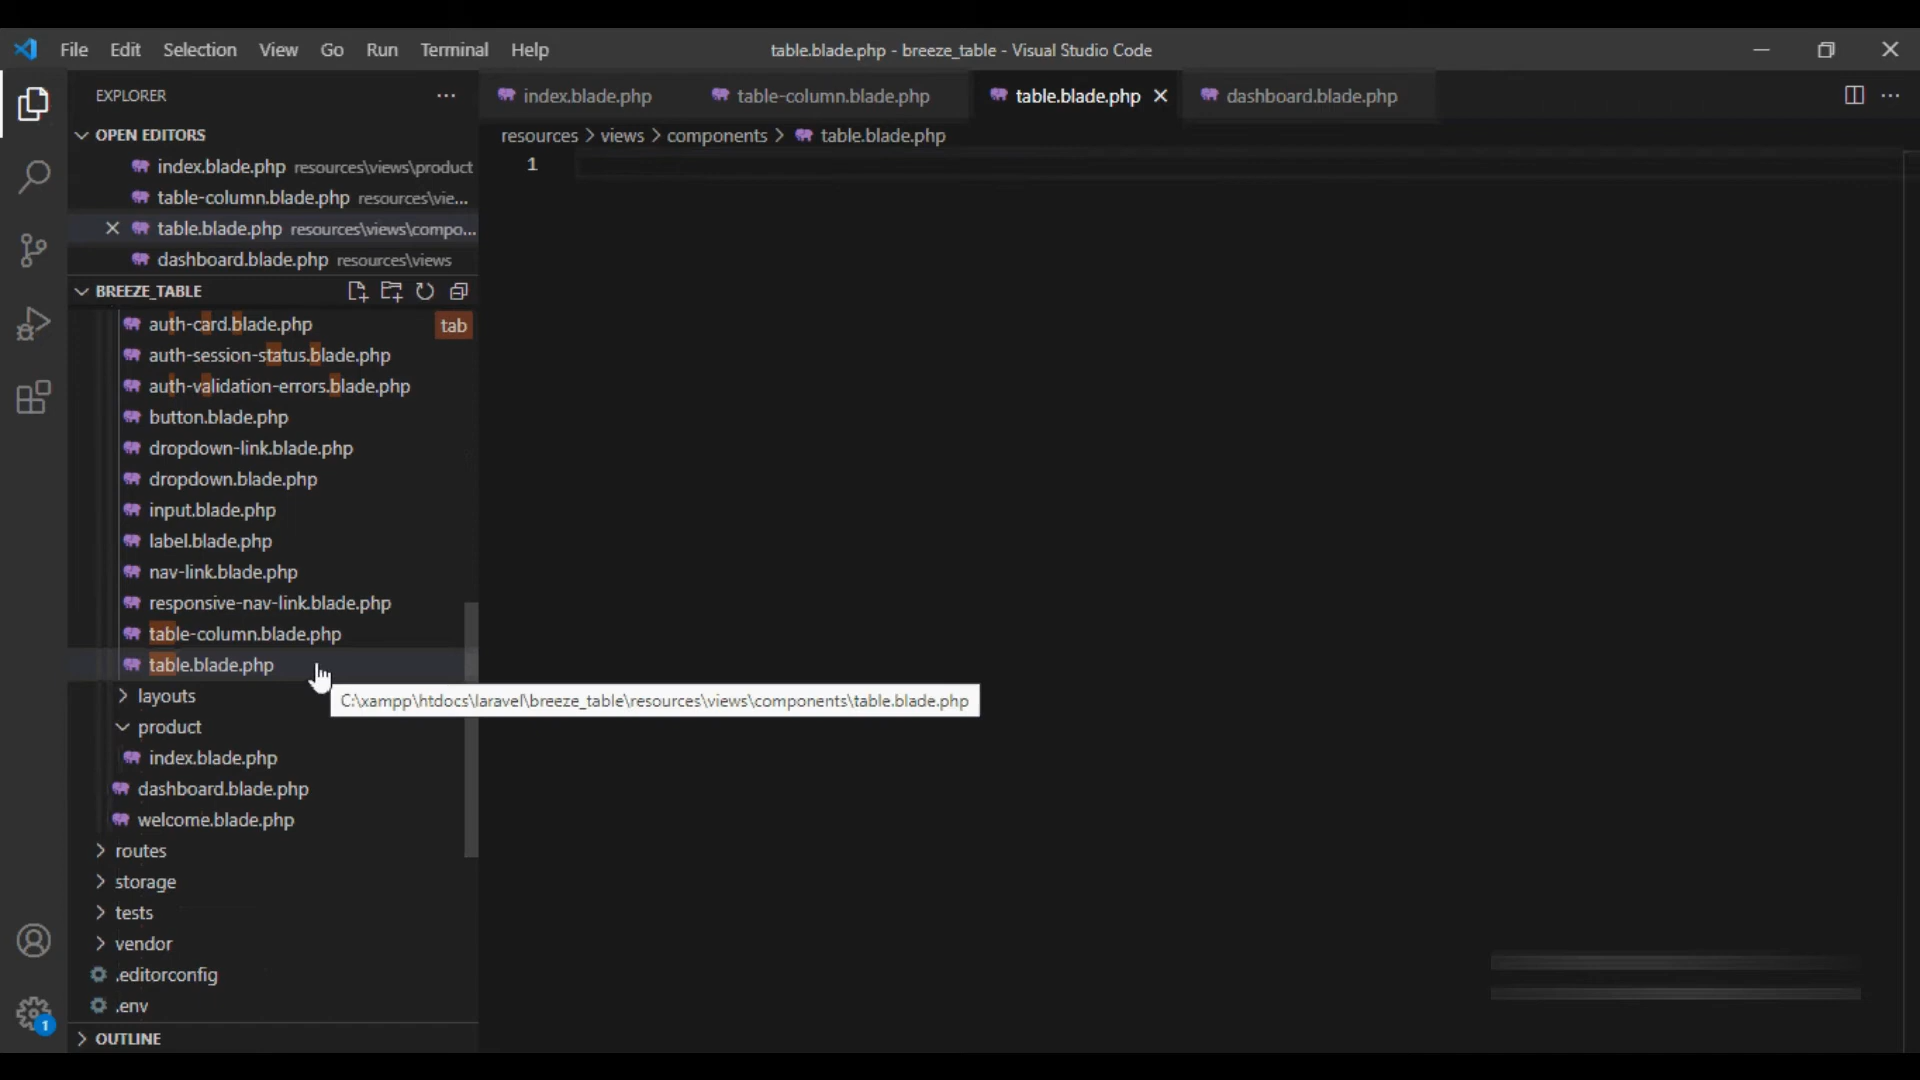 File Edit Selection View Go Run Terminal Help
table.blade.php - breeze_table - Visual Studio Code
EXPLORER
index.blade.php
table-column.blade.php
table.blade.php
dashboard.blade.php
OPEN EDITORS
resources > views > components > table.blade.php
1
index.blade.php resources\views\product
table-column.blade.php resources\vie...
table.blade.php resources\views\compo...
dashboard.blade.php resources\views
BREEZE_TABLE
auth-card.blade.php
tab
auth-session-status.blade.php
auth-validation-errors.blade.php
button.blade.php
dropdown-link.blade.php
dropdown.blade.php
input.blade.php
label.blade.php
nav-link.blade.php
responsive-nav-link.blade.php
table-column.blade.php
table.blade.php
layouts
C:\xampp\htdocs\laravel\breeze_table\resources\views\components\table.blade.php
product
index.blade.php
dashboard.blade.php
welcome.blade.php
routes
storage
tests
vendor
.editorconfig
.env
1
OUTLINE